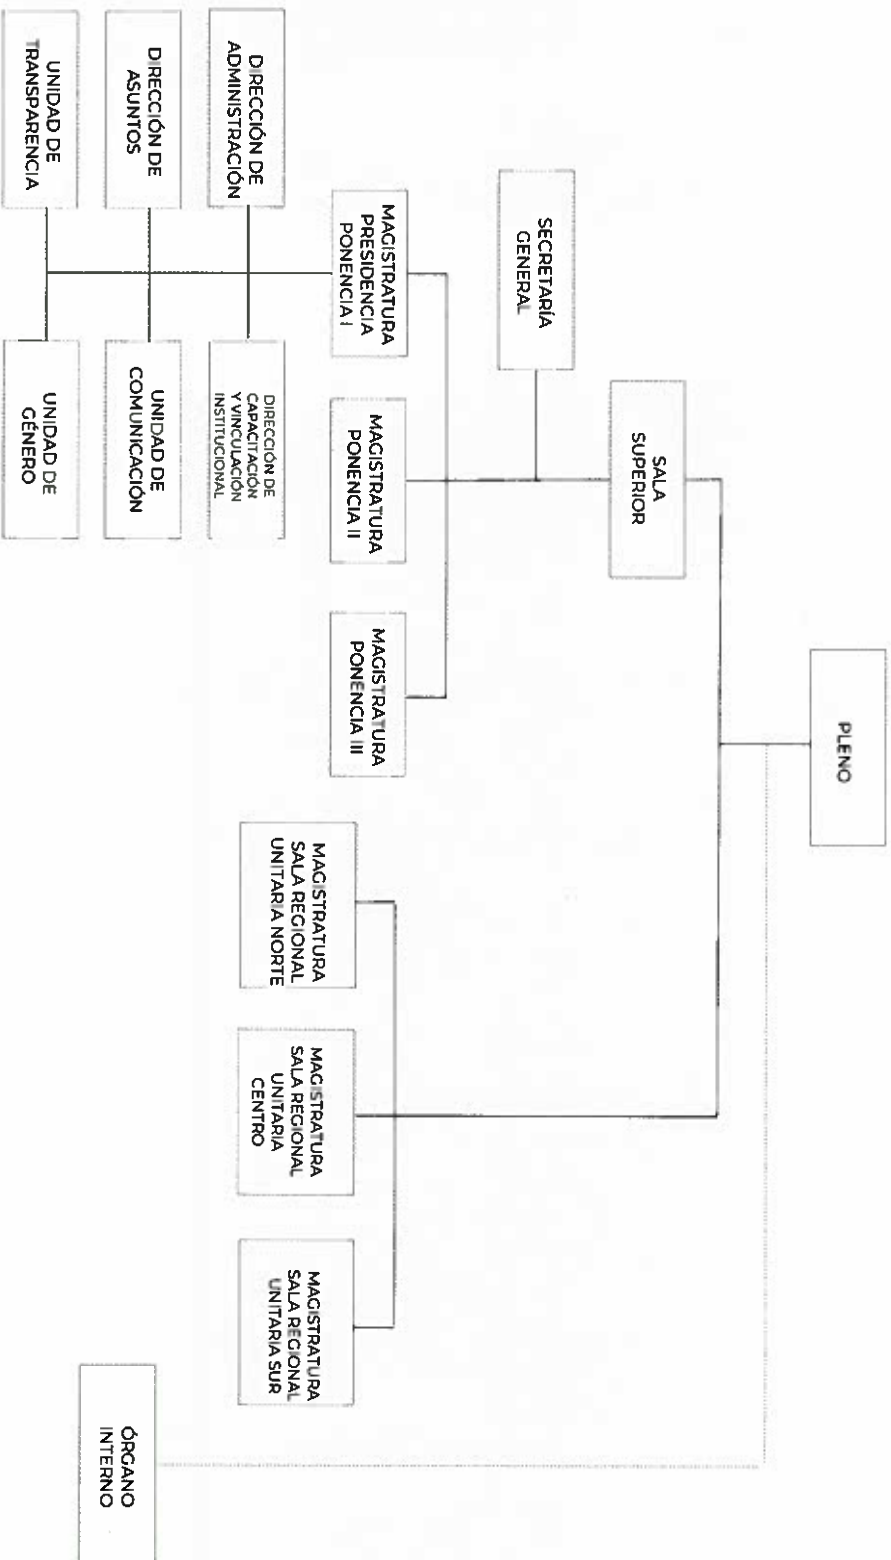 PLENO
SALA
SUPERIOR
SECRETARÍA
GENERAL
MAGISTRATURA
PRESIDENCIA
PONENCIA I
MAGISTRATURA
PONENCIA II
MAGISTRATURA
PONENCIA III
MAGISTRATURA
SALA REGIONAL
UNITARIA NORTE
MAGISTRATURA
SALA REGIONAL
UNITARIA
CENTRO
MAGISTRATURA
SALA REGIONAL
UNITARIA SUR
DIRECCIÓN DE
ADMINISTRACIÓN
DIRECCIÓN DE
CAPACITACIÓN
Y VINCULACIÓN
INSTITUCIONAL
DIRECCIÓN DE
ASUNTOS
UNIDAD DE
COMUNICACIÓN
UNIDAD DE
TRANSPARENCIA
UNIDAD DE
GÉNERO
ÓRGANO
INTERNO